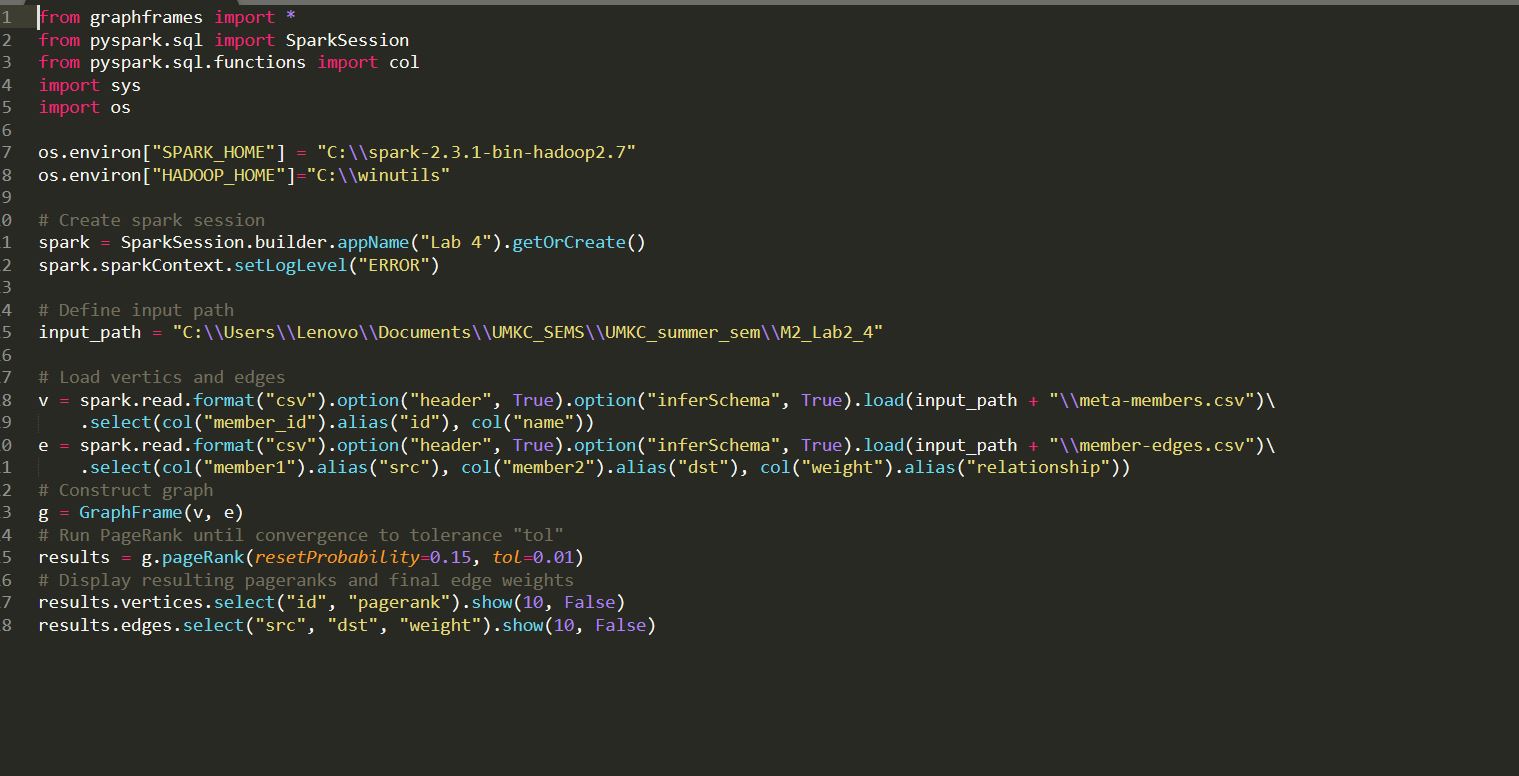 1 from graphframes import *
2 from pyspark.sql import SparkSession
3 from pyspark.sql.functions import col
4 import sys
5 import os
6
7 os.environ["SPARK_HOME"] = "C:\\spark-2.3.1-bin-hadoop2.7"
8 os.environ["HADOOP_HOME"]="C:\\winutils"
9
0 # Create spark session
1 spark = SparkSession.builder.appName("Lab 4").getOrCreate()
2 spark.sparkContext.setLogLevel("ERROR")
3
4 # Define input path
5 input_path = "C:\\Users\\Lenovo\\Documents\\UMKC_SEMS\\UMKC_summer_sem\\M2_Lab2_4"
6
7 # Load vertics and edges
8 v = spark.read.format("csv").option("header", True).option("inferSchema", True).load(input_path + "\\meta-members.csv")\
9     .select(col("member_id").alias("id"), col("name"))
0 e = spark.read.format("csv").option("header", True).option("inferSchema", True).load(input_path + "\\member-edges.csv")\
1     .select(col("member1").alias("src"), col("member2").alias("dst"), col("weight").alias("relationship"))
2 # Construct graph
3 g = GraphFrame(v, e)
4 # Run PageRank until convergence to tolerance "tol"
5 results = g.pageRank(resetProbability=0.15, tol=0.01)
6 # Display resulting pageranks and final edge weights
7 results.vertices.select("id", "pagerank").show(10, False)
8 results.edges.select("src", "dst", "weight").show(10, False)